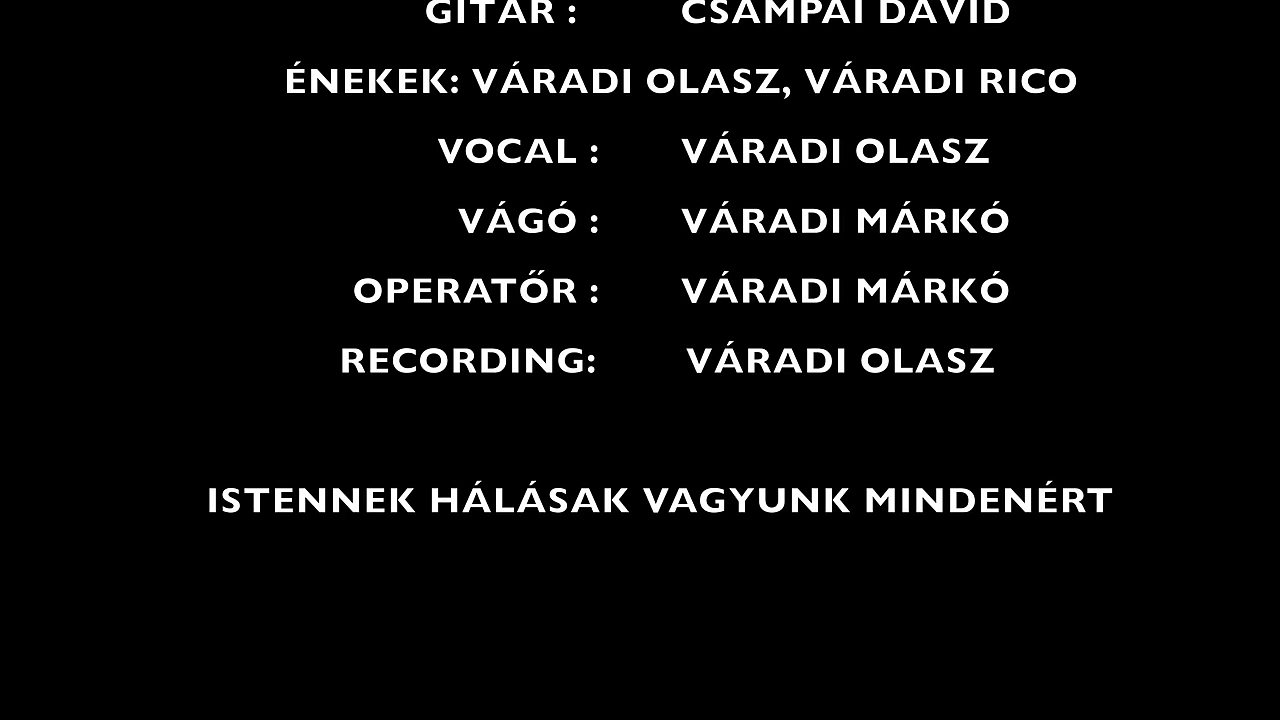 GITÁR : CSAMPAI DÁVID
ÉNEKEK: VÁRADI OLASZ, VÁRADI RICO
VOCAL : VÁRADI OLASZ
VÁGÓ : VÁRADI MÁRKÓ
OPERATŐR : VÁRADI MÁRKÓ
RECORDING: VÁRADI OLASZ
ISTENNEK HÁLÁSAK VAGYUNK MINDENÉRT